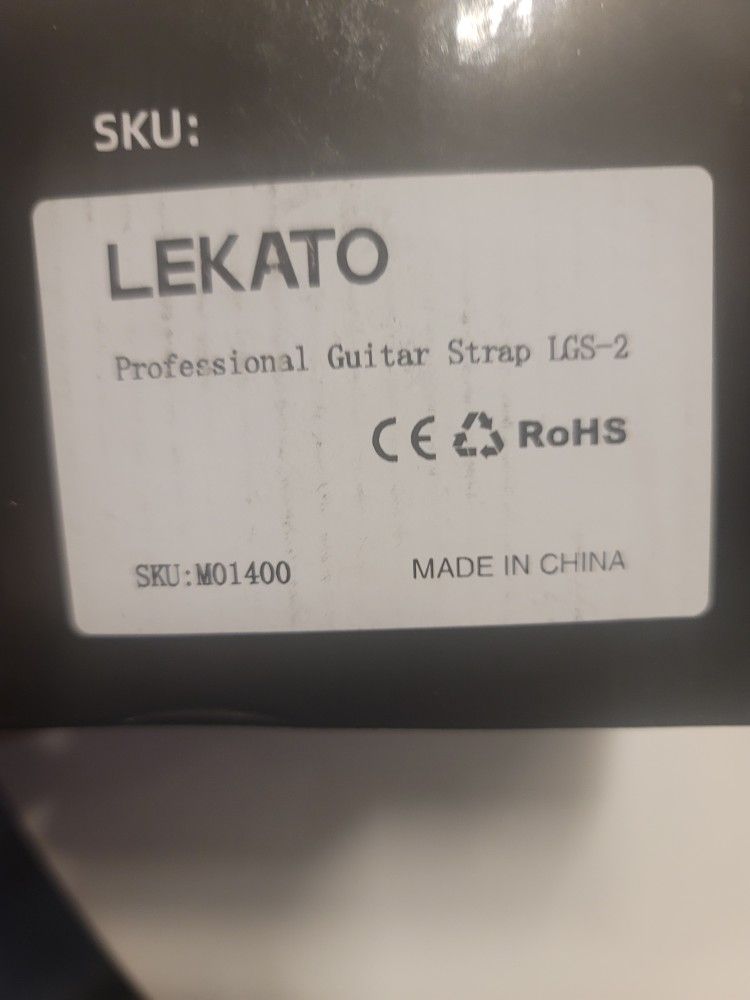 SKU:
LEKATO
Professional Guitar Strap LGS-2
CE RoHS
SKU:M01400
MADE IN CHINA